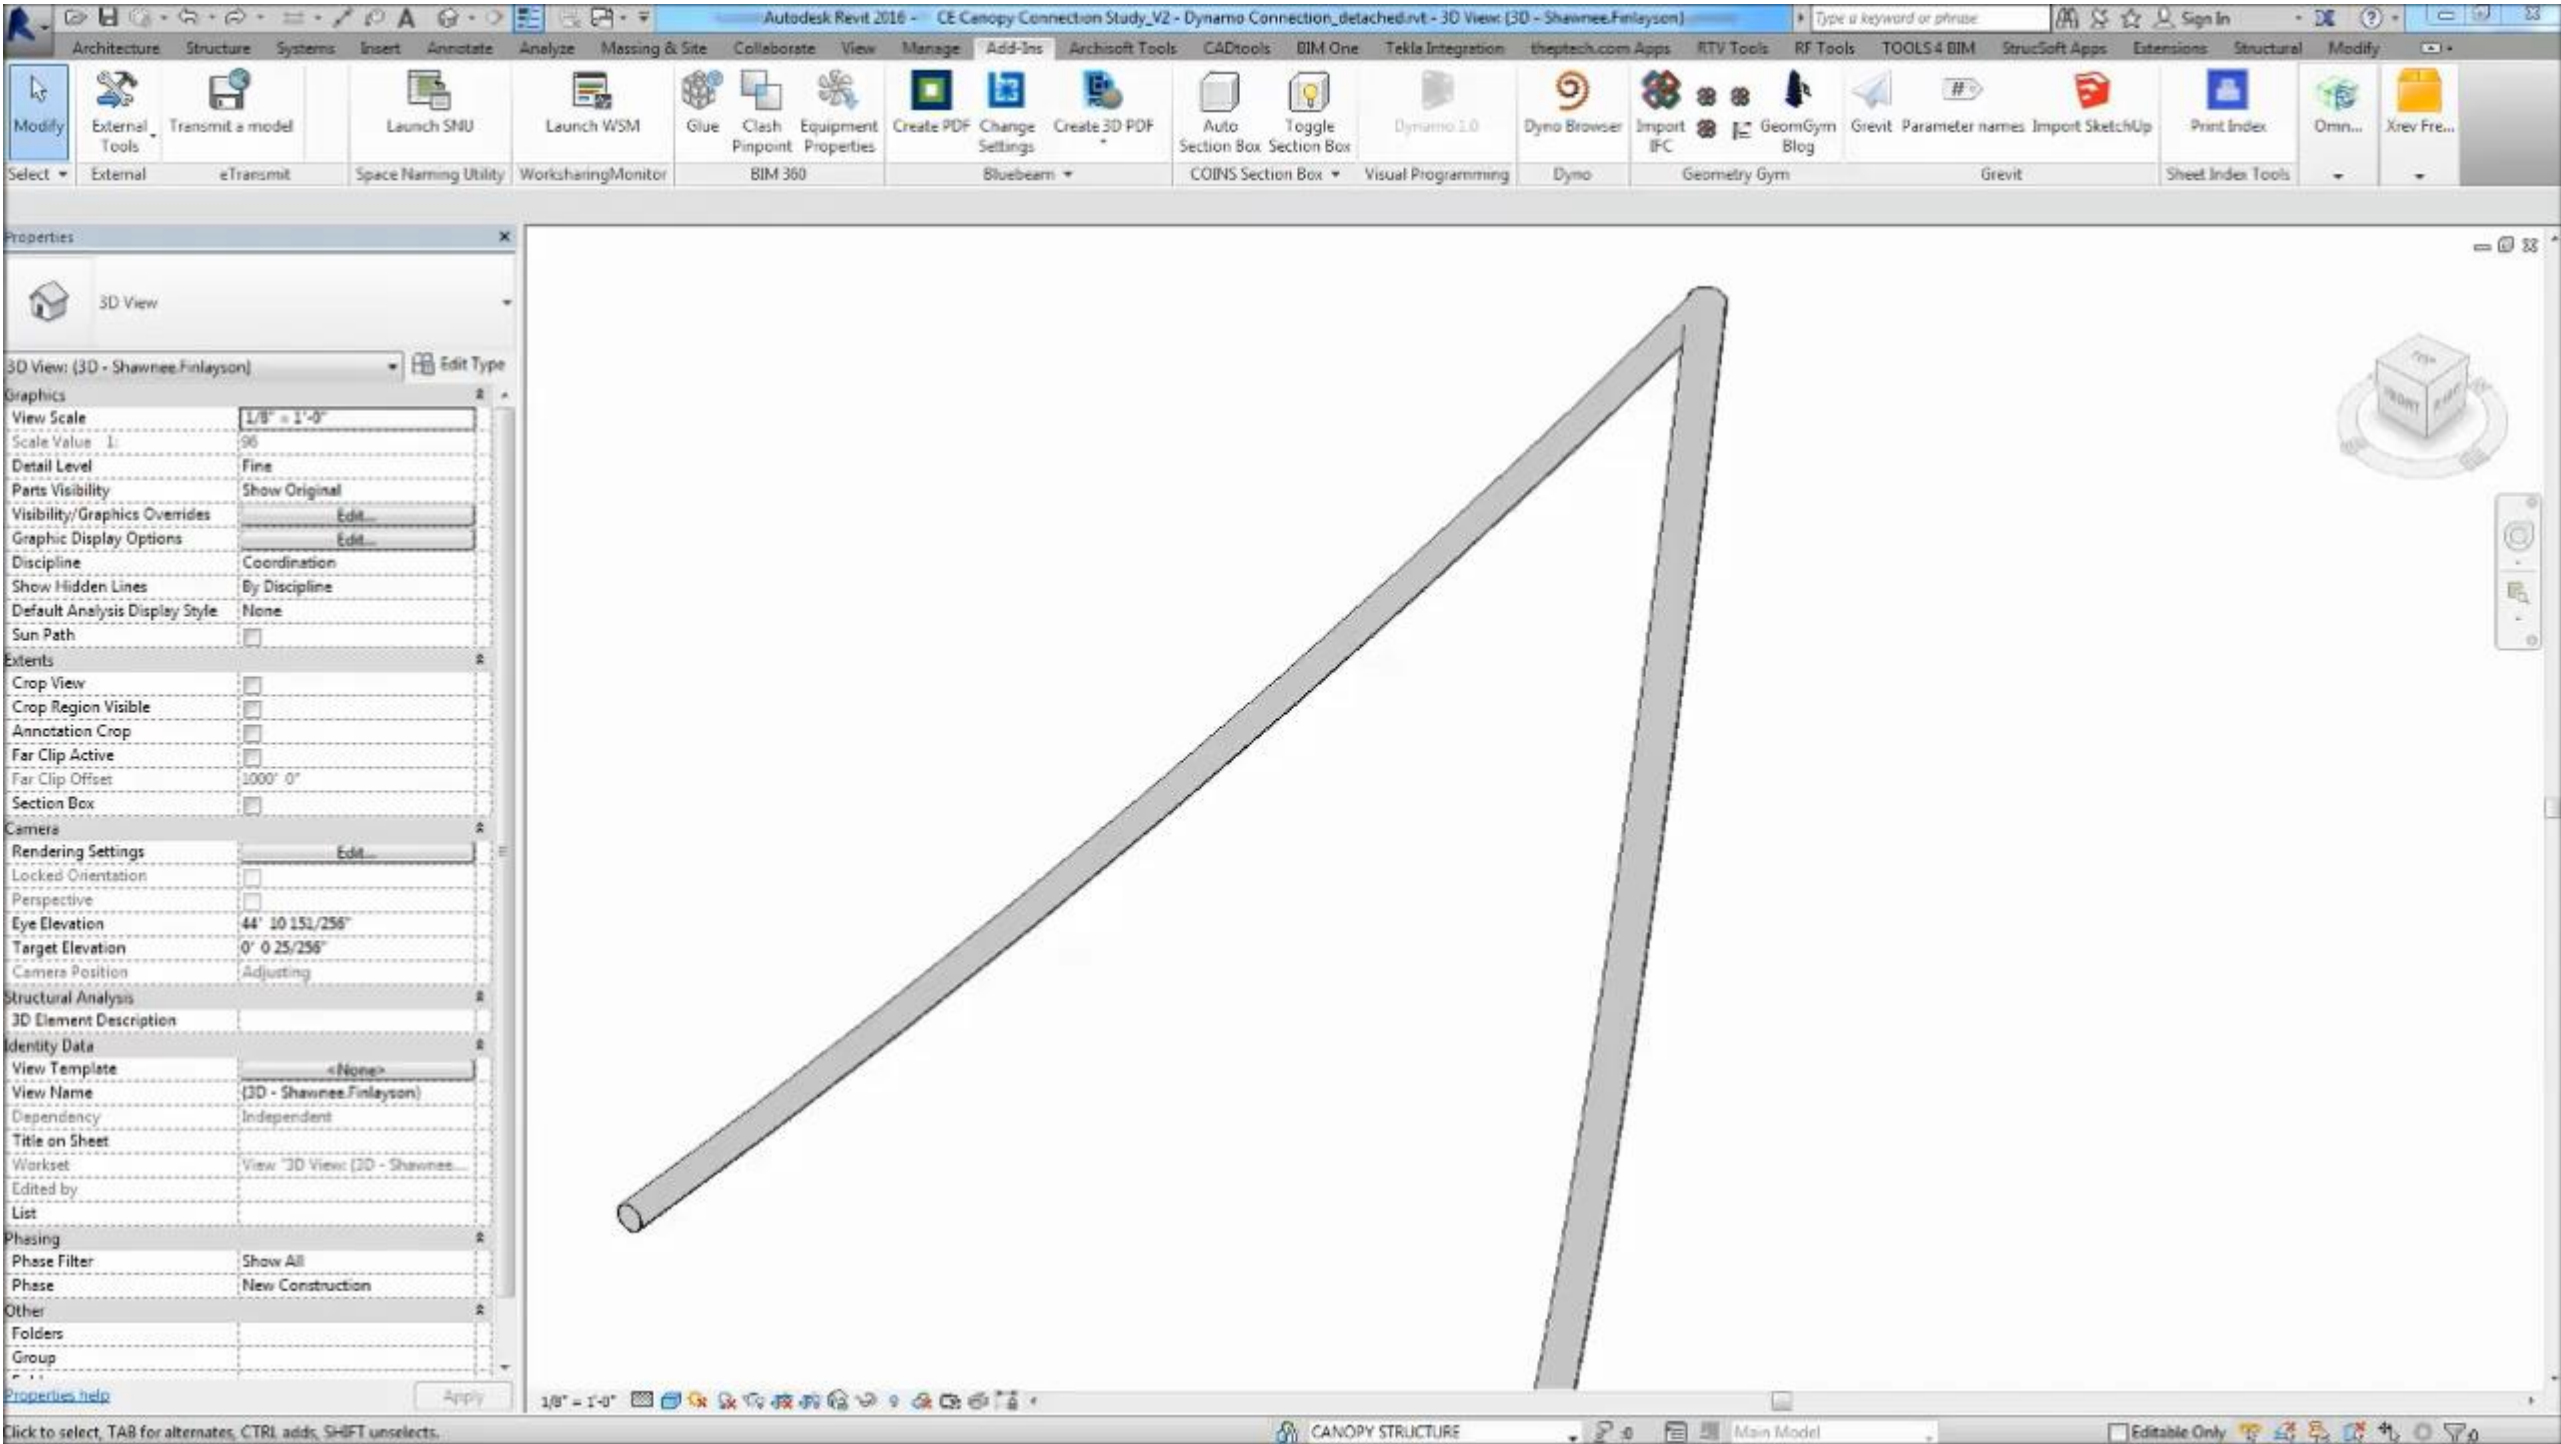 Autodesk Revit 2016 - CE Canopy Connection Study_V2 - Dynamo Connection_detached.rvt - 3D View: {3D - Shawnee.Finlayson}
Type a keyword or phrase
Sign In
Architecture Structure Systems Insert Annotate Analyze Massing & Site Collaborate View Manage Add-Ins Archisoft Tools CADtools BIM One Tekla Integration theptech.com Apps RTV Tools RF Tools TOOLS 4 BIM StrucSoft Apps Extensions Structural Modify
Modify
External Tools
Transmit a model
Launch SNU
Launch WSM
Glue
Clash Pinpoint
Equipment Properties
Create PDF
Change Settings
Create 3D PDF
Auto Section Box
Toggle Section Box
Dynamo 1.0
Dyno Browser
Import IFC
GeomGym Blog
Grevit
Parameter names
Import SketchUp
Print Index
Omn...
Xrev Fre...
Select External eTransmit Space Naming Utility WorksharingMonitor BIM 360 Bluebeam COINS Section Box Visual Programming Dyno Geometry Gym Grevit Sheet Index Tools
Properties
3D View
3D View: {3D - Shawnee.Finlayson} Edit Type
Graphics
View Scale 1/8" = 1'-0"
Scale Value 1: 96
Detail Level Fine
Parts Visibility Show Original
Visibility/Graphics Overrides Edit...
Graphic Display Options Edit...
Discipline Coordination
Show Hidden Lines By Discipline
Default Analysis Display Style None
Sun Path
Extents
Crop View
Crop Region Visible
Annotation Crop
Far Clip Active
Far Clip Offset 1000' 0"
Section Box
Camera
Rendering Settings Edit...
Locked Orientation
Perspective
Eye Elevation 44' 10 151/256"
Target Elevation 0' 0 25/256"
Camera Position Adjusting
Structural Analysis
3D Element Description
Identity Data
View Template <None>
View Name {3D - Shawnee.Finlayson}
Dependency Independent
Title on Sheet
Workset View "3D View: {3D - Shawnee...
Edited by
List
Phasing
Phase Filter Show All
Phase New Construction
Other
Folders
Group
Properties help Apply
TOP
FRONT
RIGHT
1/8" = 1'-0"
Click to select, TAB for alternates, CTRL adds, SHIFT unselects.
CANOPY STRUCTURE
:0
Main Model
Editable Only
:0